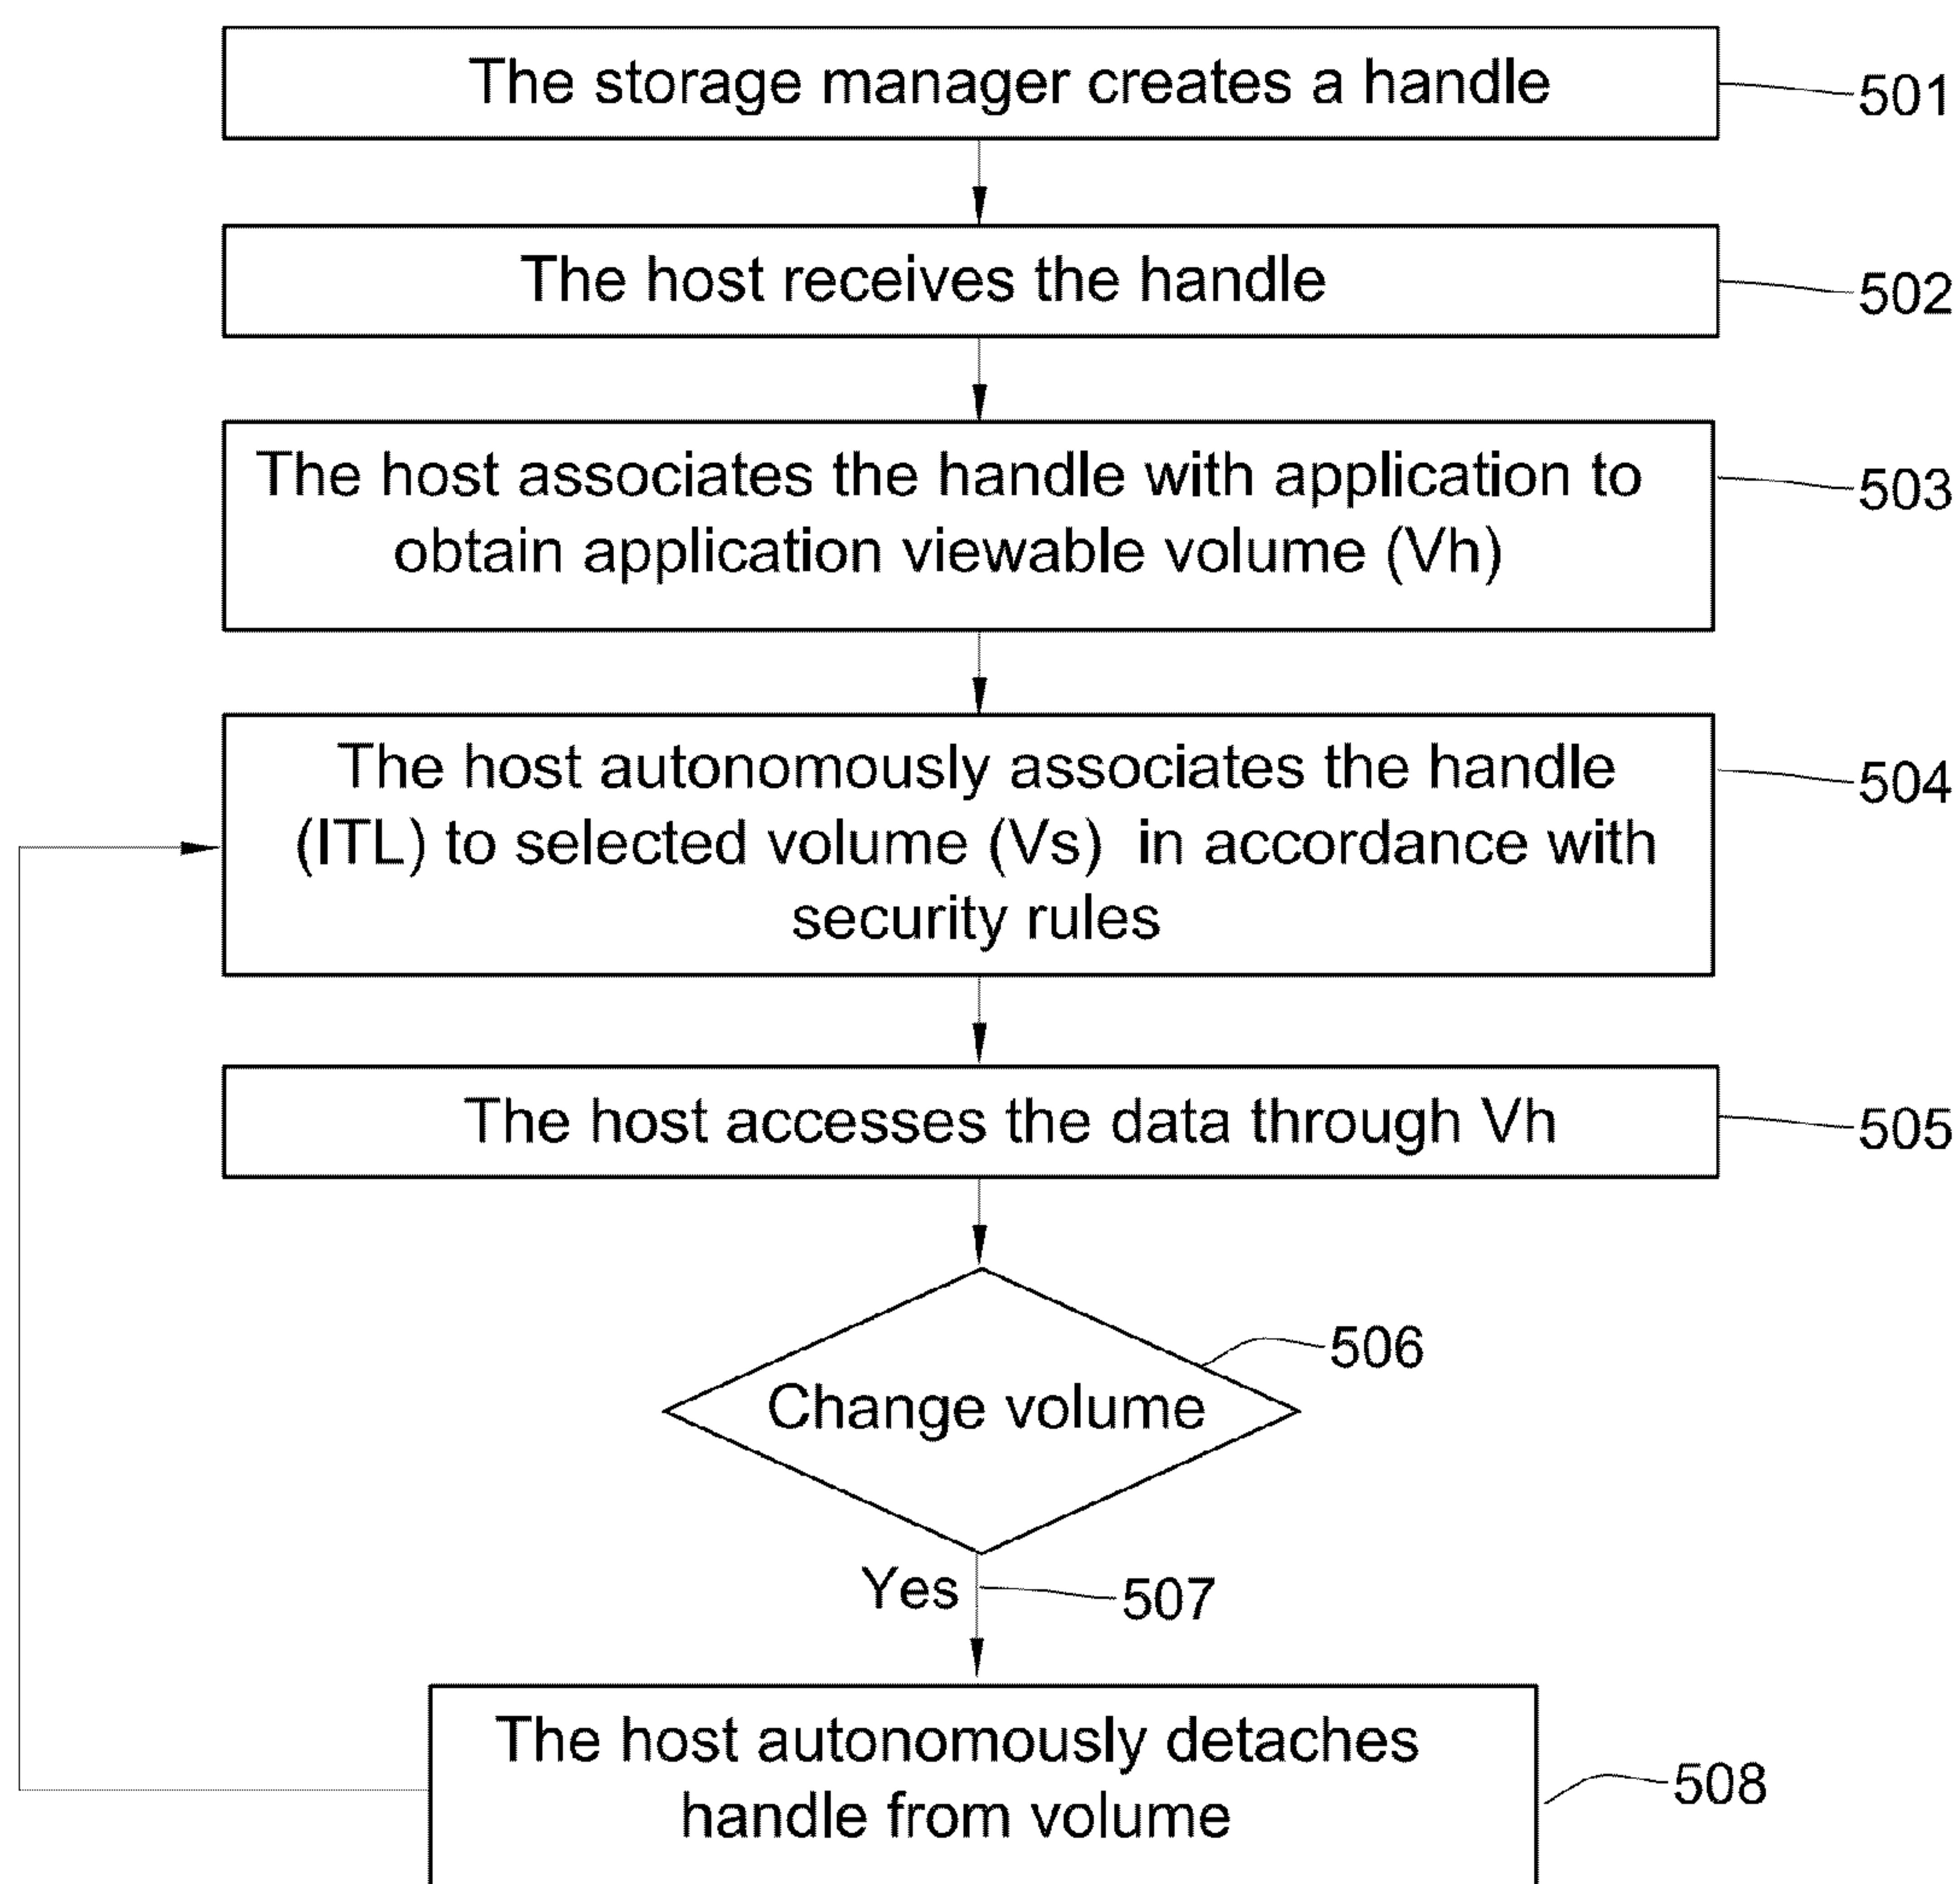 The storage manager creates a handle
501
The host receives the handle
502
The host associates the handle with application to
obtain application viewable volume (Vh)
503
The host autonomously associates the handle
(ITL) to selected volume (Vs) in accordance with
security rules
504
The host accesses the data through Vh
505
506
Change volume
Yes
507
The host autonomously detaches
handle from volume
508